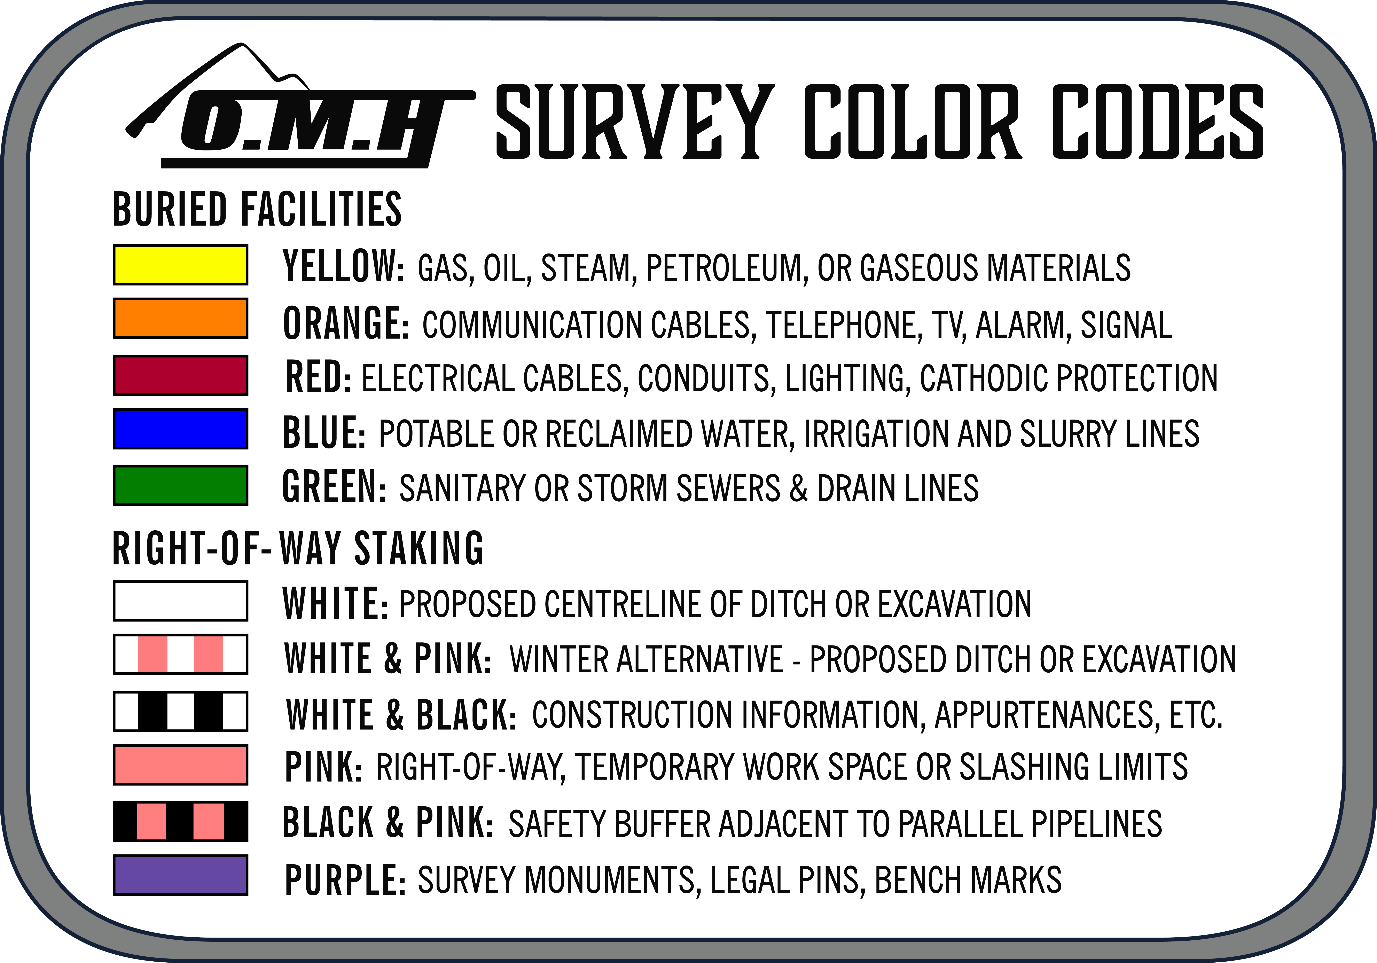 O.M.H SURVEY COLOR CODES
BURIED FACILITIES
YELLOW: GAS, OIL, STEAM, PETROLEUM, OR GASEOUS MATERIALS
ORANGE: COMMUNICATION CABLES, TELEPHONE, TV, ALARM, SIGNAL
RED: ELECTRICAL CABLES, CONDUITS, LIGHTING, CATHODIC PROTECTION
BLUE: POTABLE OR RECLAIMED WATER, IRRIGATION AND SLURRY LINES
GREEN: SANITARY OR STORM SEWERS & DRAIN LINES
RIGHT-OF-WAY STAKING
WHITE: PROPOSED CENTRELINE OF DITCH OR EXCAVATION
WHITE & PINK: WINTER ALTERNATIVE - PROPOSED DITCH OR EXCAVATION
WHITE & BLACK: CONSTRUCTION INFORMATION, APPURTENANCES, ETC.
PINK: RIGHT-OF-WAY, TEMPORARY WORK SPACE OR SLASHING LIMITS
BLACK & PINK: SAFETY BUFFER ADJACENT TO PARALLEL PIPELINES
PURPLE: SURVEY MONUMENTS, LEGAL PINS, BENCH MARKS